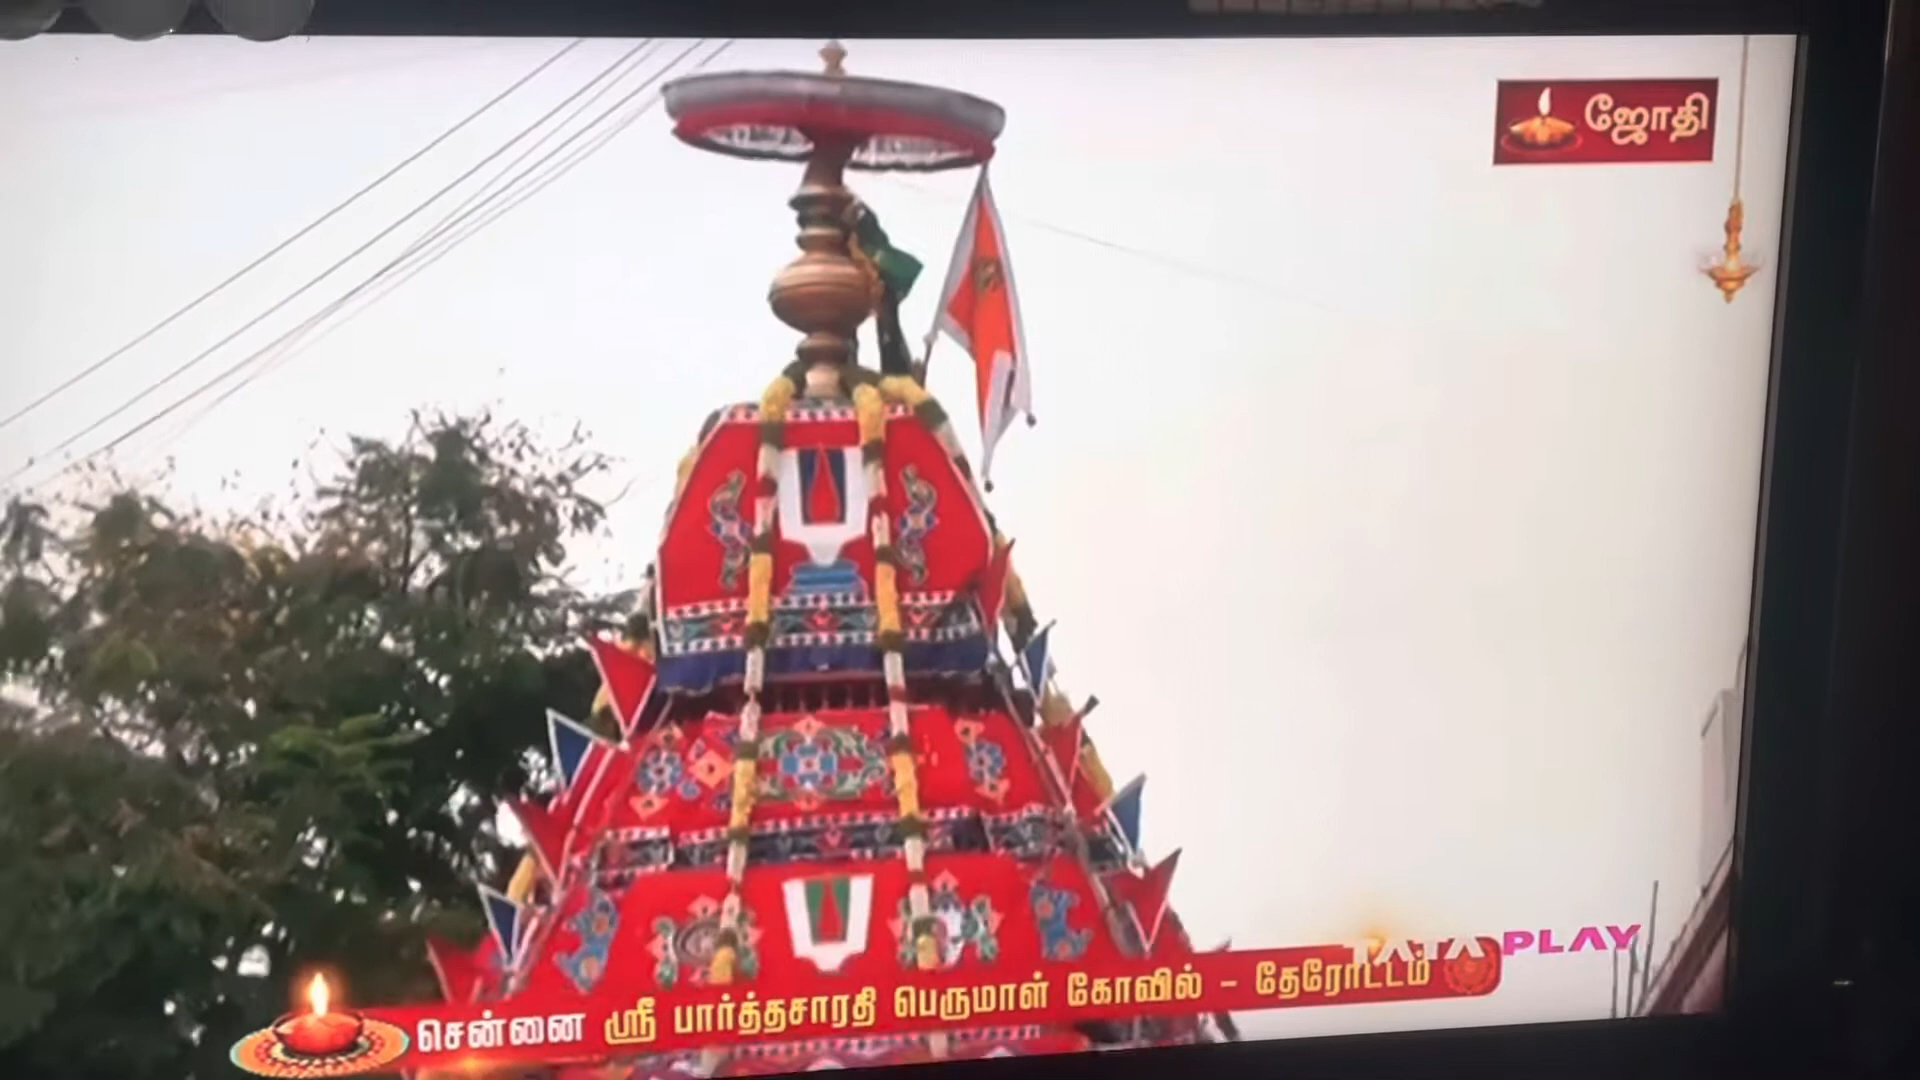 ஜோதி
TATA PLAY
சென்னை ஸ்ரீ பார்த்தசாரதி பெருமாள் கோவில் - தேரோட்டம்